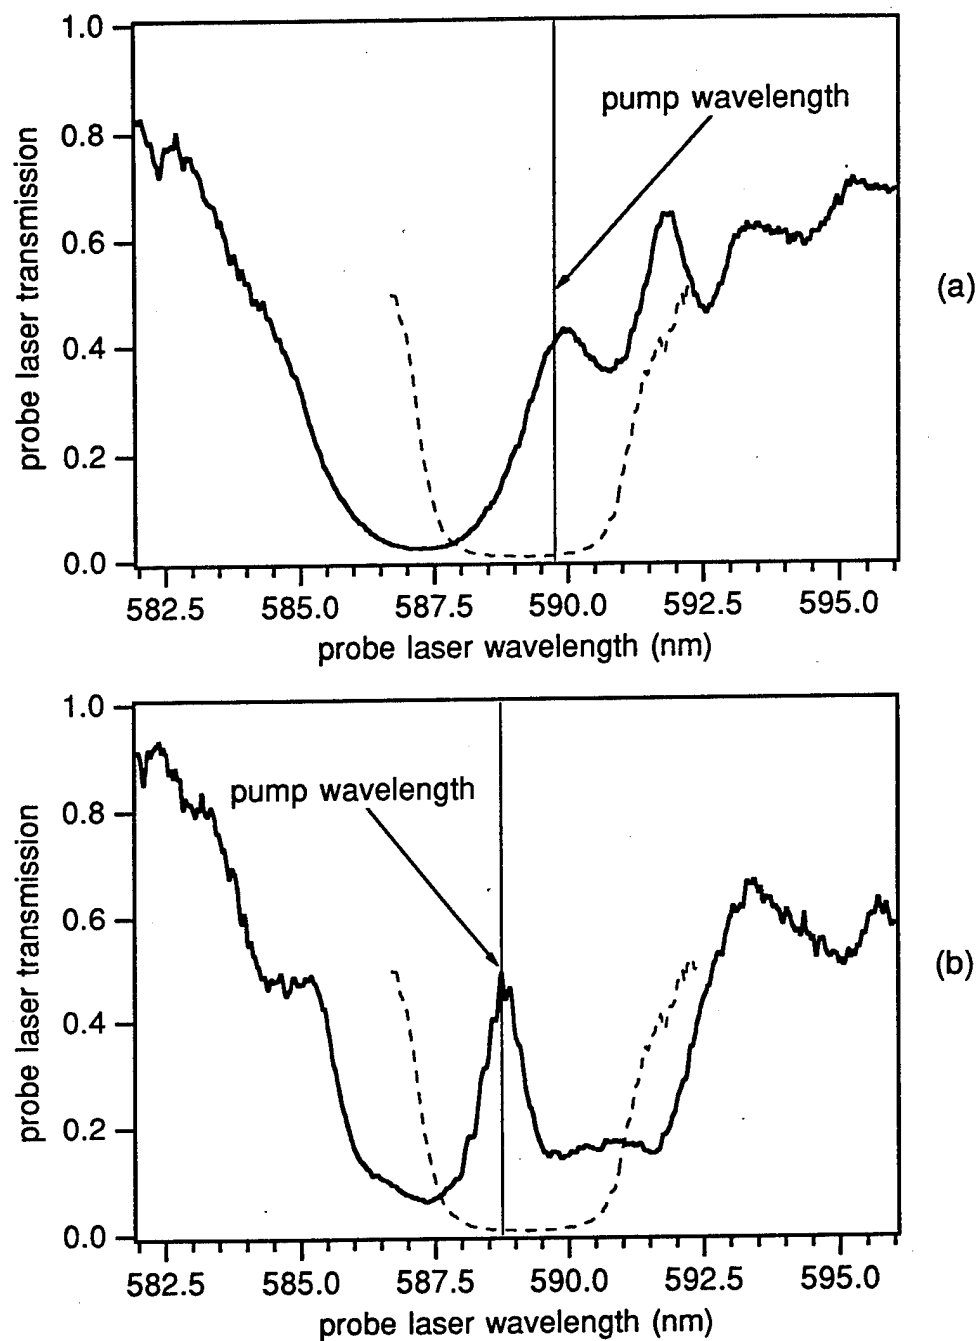 1.0
0.8
0.6
0.4
0.2
0.0
probe laser transmission
pump wavelength
(a)
582.5 585.0 587.5 590.0 592.5 595.0
probe laser wavelength (nm)
1.0
0.8
0.6
0.4
0.2
0.0
probe laser transmission
pump wavelength
(b)
582.5 585.0 587.5 590.0 592.5 595.0
probe laser wavelength (nm)